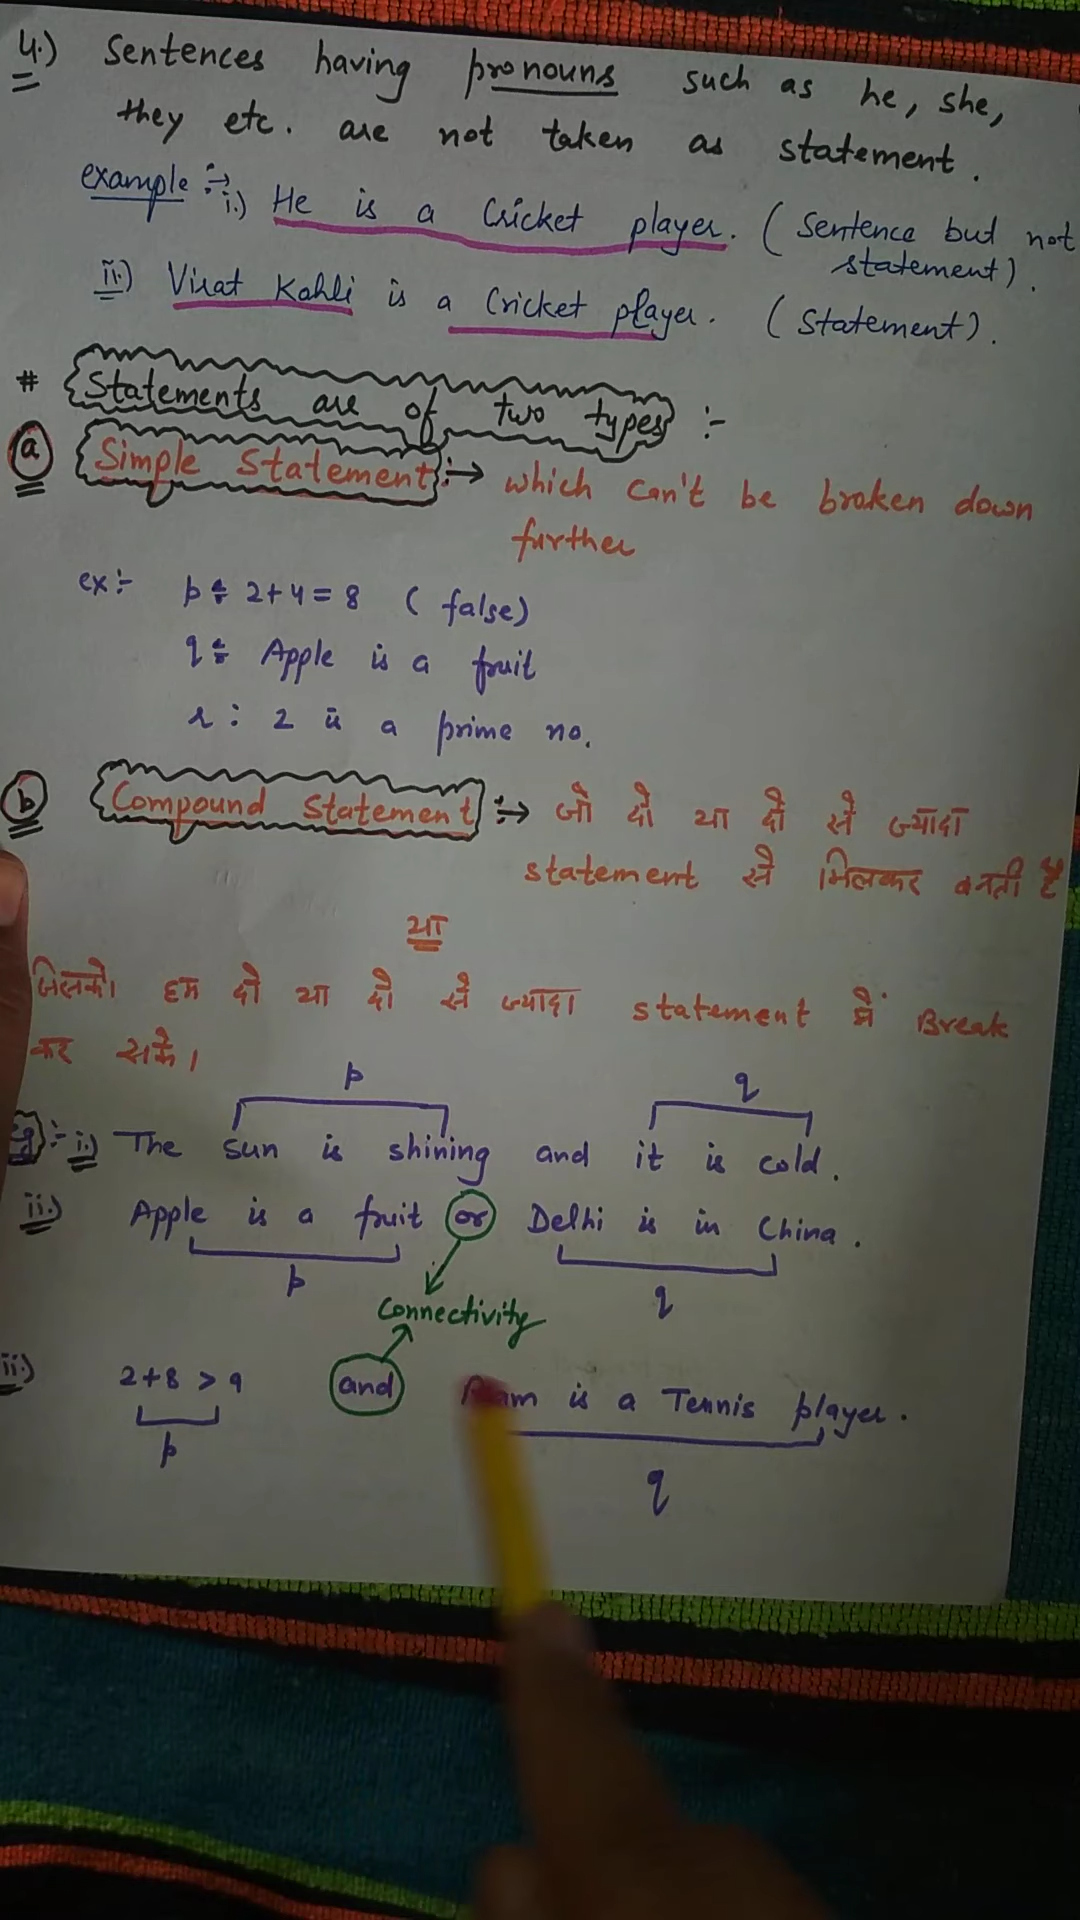 4.) Sentences having pronouns such as he, she,
they etc. are not taken as statement.
example :→ i.) He is a Cricket player. (Sentence but not
statement).
ii.) Virat Kohli is a Cricket player. (Statement).
# Statements are of two types :-
(a) Simple Statement :→ which can't be broken down
further
ex:- p : 2+4=8 (false)
q : Apple is a fruit
r : 2 is a prime no.
(b) Compound Statement :→ जो दो या दो से ज्यादा
statement से मिलकर बनती है
या
जिसको हम दो या दो से ज्यादा statement में Break
कर सके।
p q
:- i.) The sun is shining and it is cold.
ii.) Apple is a fruit or Delhi is in China.
p q
Connectivity
ii.) 2+8 > 9 and is a Tennis player.
p
q